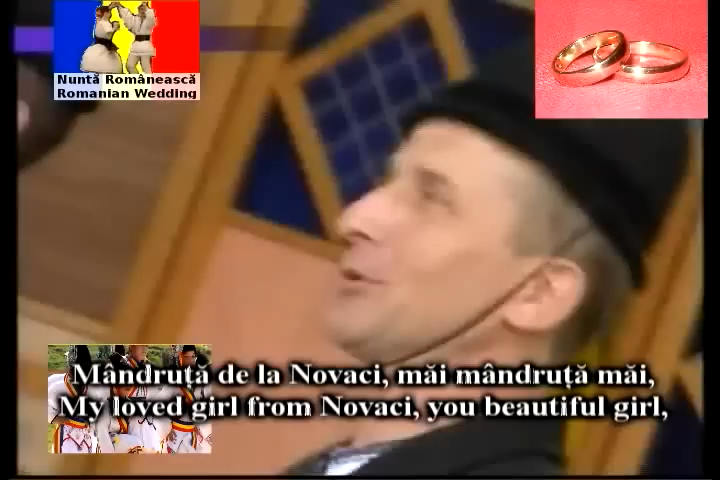 Nuntă Românească
Romanian Wedding
Mândruță de la Novaci, măi mândruță măi,
My loved girl from Novaci, you beautiful girl,